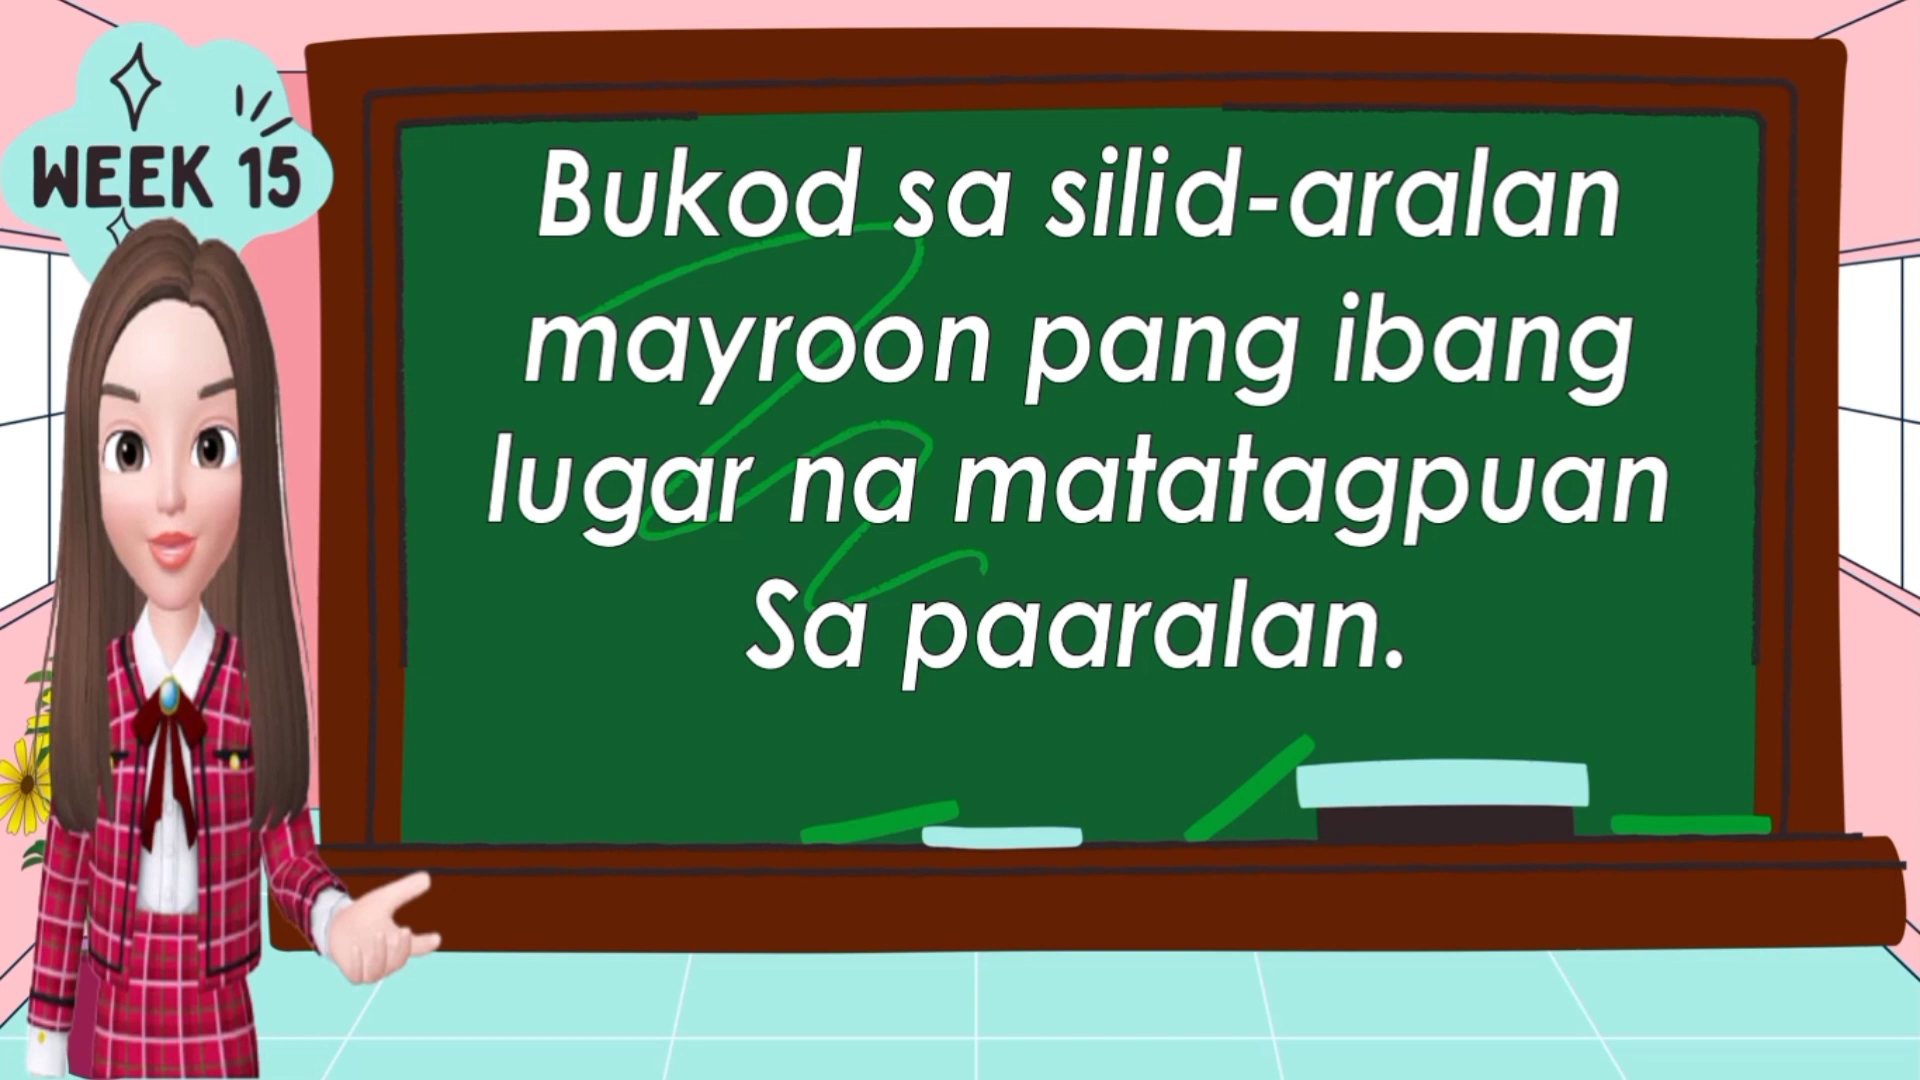 WEEK 15
Bukod sa silid-aralan
mayroon pang ibang
lugar na matatagpuan
Sa paaralan.